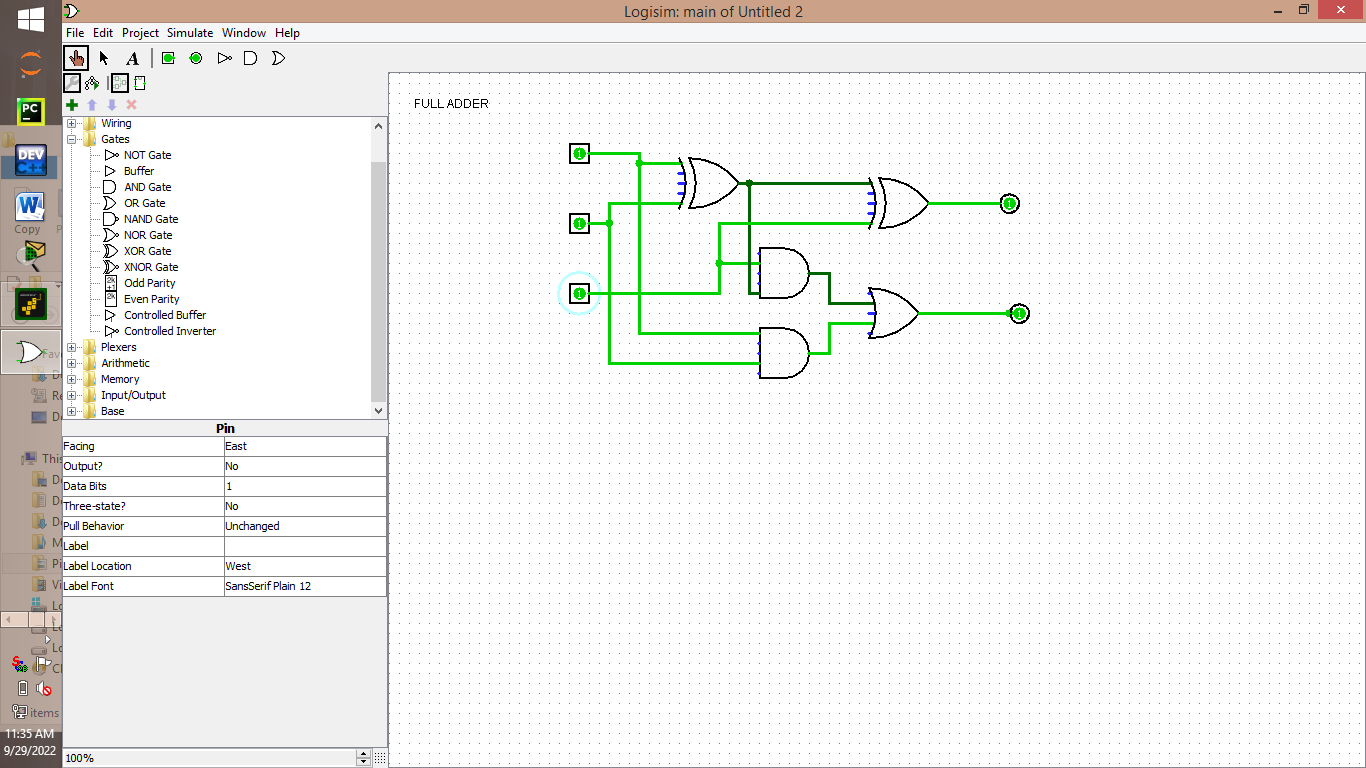 Logisim: main of Untitled 2
File Edit Project Simulate Window Help
A
FULL ADDER
Wiring
Gates
NOT Gate
Buffer
AND Gate
OR Gate
NAND Gate
NOR Gate
XOR Gate
XNOR Gate
Odd Parity
Even Parity
Controlled Buffer
Controlled Inverter
Plexers
Arithmetic
Memory
Input/Output
Base
Pin
Facing East
Output? No
Data Bits 1
Three-state? No
Pull Behavior Unchanged
Label
Label Location West
Label Font SansSerif Plain 12
100%
1
1
1
1
1
PC
DEV
C++
W
Copy
This
items
11:35 AM
9/29/2022